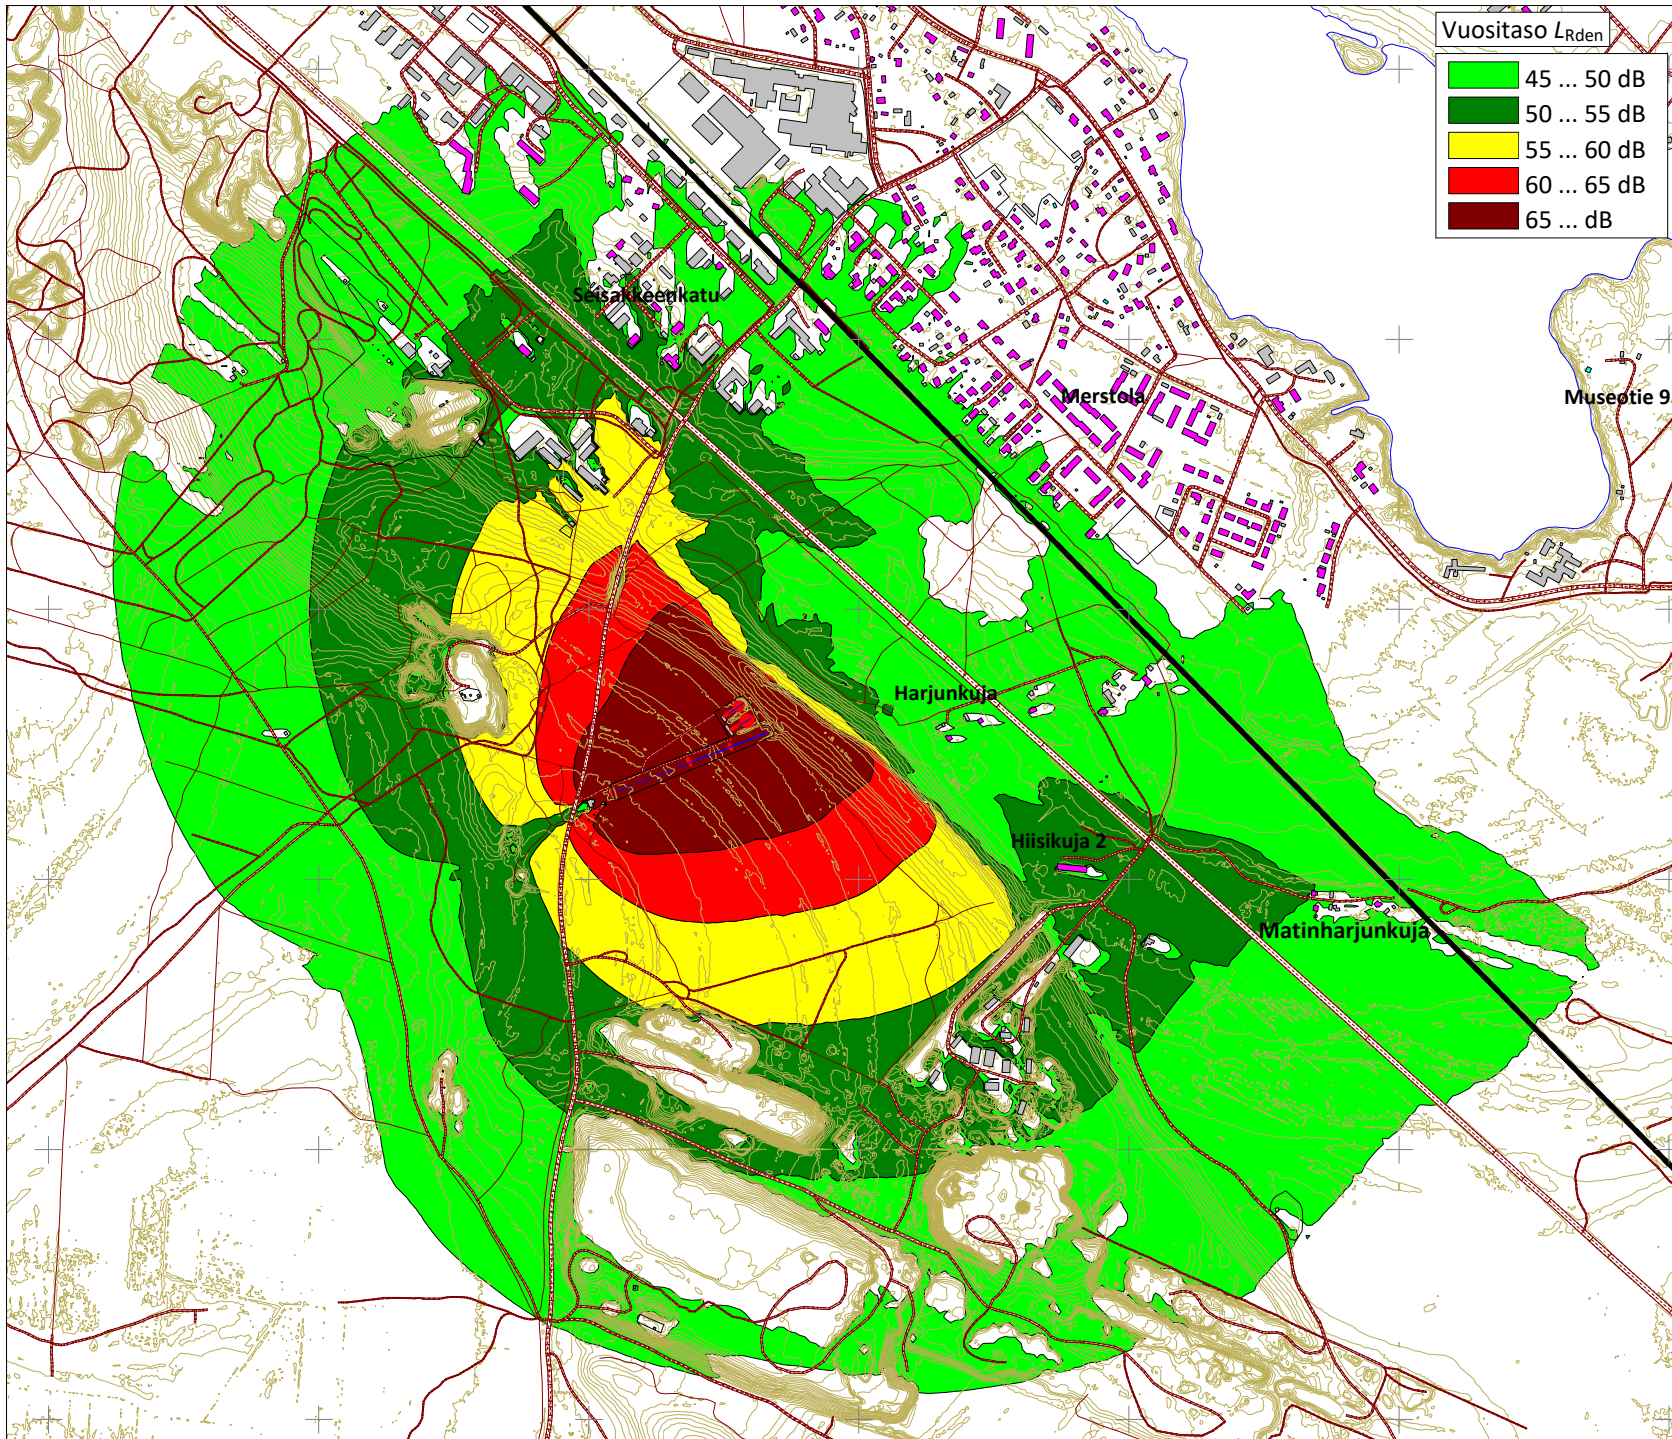 Vuositaso LRden
45 ... 50 dB
50 ... 55 dB
55 ... 60 dB
60 ... 65 dB
65 ... dB
Seisakkeenkatu
Merstola
Museotie 9
Harjunkuja
Hiisikuja 2
Matinharjunkuja